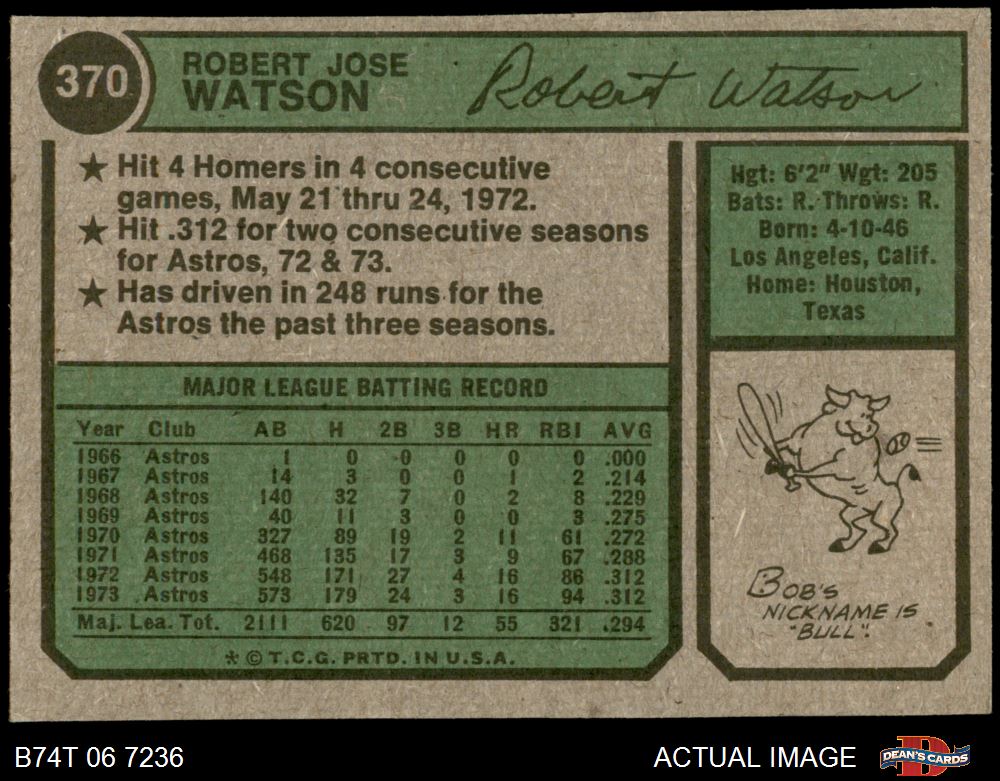 370
ROBERT JOSE
WATSON
Robert Watson
★ Hit 4 Homers in 4 consecutive
games, May 21 thru 24, 1972.
★ Hit .312 for two consecutive seasons
for Astros, 72 & 73.
★ Has driven in 248 runs for the
Astros the past three seasons.
Hgt: 6'2" Wgt: 205
Bats: R. Throws: R.
Born: 4-10-46
Los Angeles, Calif.
Home: Houston,
Texas
MAJOR LEAGUE BATTING RECORD
Year Club AB H 2B 3B HR RBI AVG
1966 Astros 1 0 0 0 0 0 .000
1967 Astros 14 3 0 0 1 2 .214
1968 Astros 140 32 7 0 2 8 .229
1969 Astros 40 11 3 0 0 3 .275
1970 Astros 327 89 19 2 11 61 .272
1971 Astros 468 135 17 3 9 67 .288
1972 Astros 548 171 27 4 16 86 .312
1973 Astros 573 179 24 3 16 94 .312
Maj. Lea. Tot. 2111 620 97 12 55 321 .294
* © T.C.G. PRTD. IN U.S.A.
BOB'S
NICKNAME IS
"BULL".
B74T 06 7236
ACTUAL IMAGE
DEAN'S CARDS